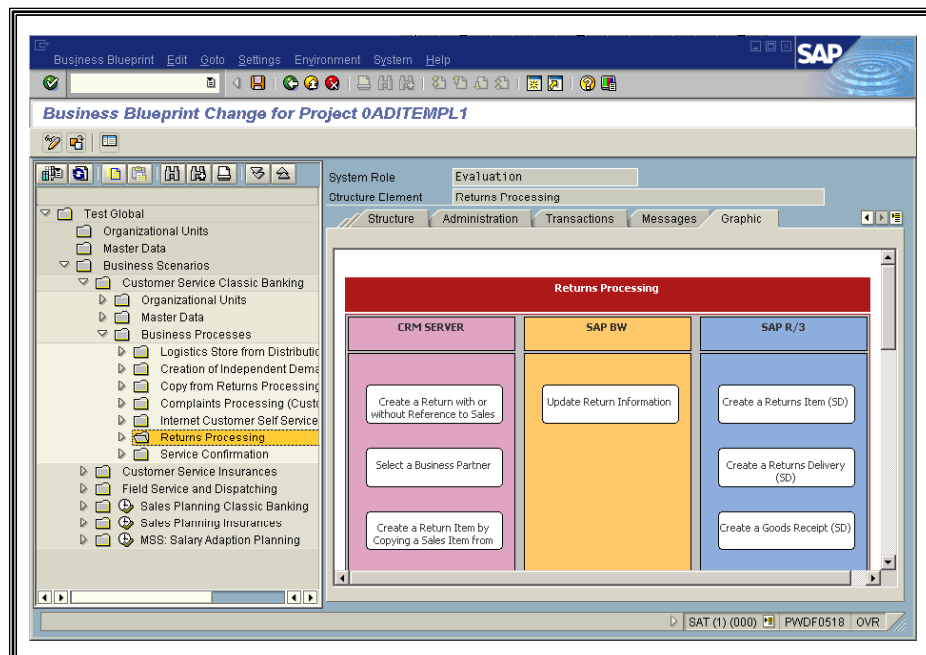 Business Blueprint Edit Goto Settings Environment System Help
SAP
Business Blueprint Change for Project 0ADITEMPL1
System Role Evaluation
Structure Element Returns Processing
Structure Administration Transactions Messages Graphic
Test Global
Organizational Units
Master Data
Business Scenarios
Customer Service Classic Banking
Organizational Units
Master Data
Business Processes
Logistics Store from Distributic
Creation of Independent Dema
Copy from Returns Processing
Complaints Processing (Custo
Internet Customer Self Service
Returns Processing
Service Confirmation
Customer Service Insurances
Field Service and Dispatching
Sales Planning Classic Banking
Sales Planning Insurances
MSS: Salary Adaption Planning
Returns Processing
CRM SERVER
SAP BW
SAP R/3
Create a Return with or
without Reference to Sales
Update Return Information
Create a Returns Item (SD)
Select a Business Partner
Create a Returns Delivery
(SD)
Create a Return Item by
Copying a Sales Item from
Create a Goods Receipt (SD)
SAT (1) (000) PWDF0518 OVR